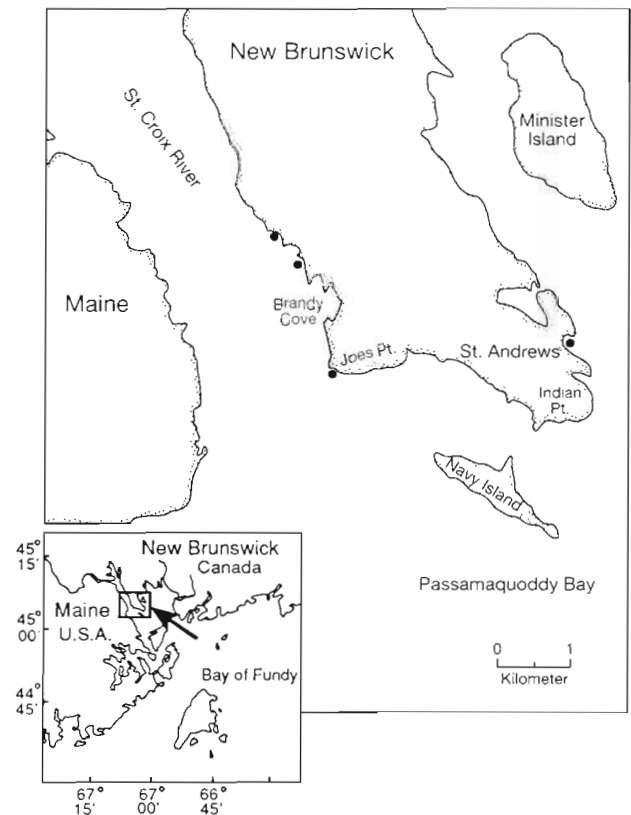 New Brunswick
St. Croix River
Minister
Island
Maine
Brandy
Cove
Joes Pt.
St. Andrews
Indian
Pt.
Navy Island
Passamaquoddy Bay
0 1
Kilometer
45°
15'
New Brunswick
Canada
Maine
45°
00'
U.S.A.
Bay of Fundy
44°
45'
67° 67° 66°
15' 00' 45'